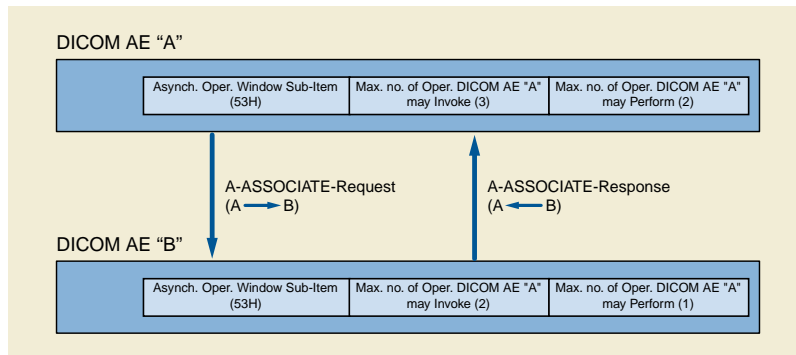 DICOM AE “A”
Asynch. Oper. Window Sub-Item
(53H)
Max. no. of Oper. DICOM AE "A"
may Invoke (3)
Max. no. of Oper. DICOM AE "A"
may Perform (2)
A-ASSOCIATE-Request
(A B)
A-ASSOCIATE-Response
(A B)
DICOM AE “B”
Asynch. Oper. Window Sub-Item
(53H)
Max. no. of Oper. DICOM AE "A"
may Invoke (2)
Max. no. of Oper. DICOM AE "A"
may Perform (1)